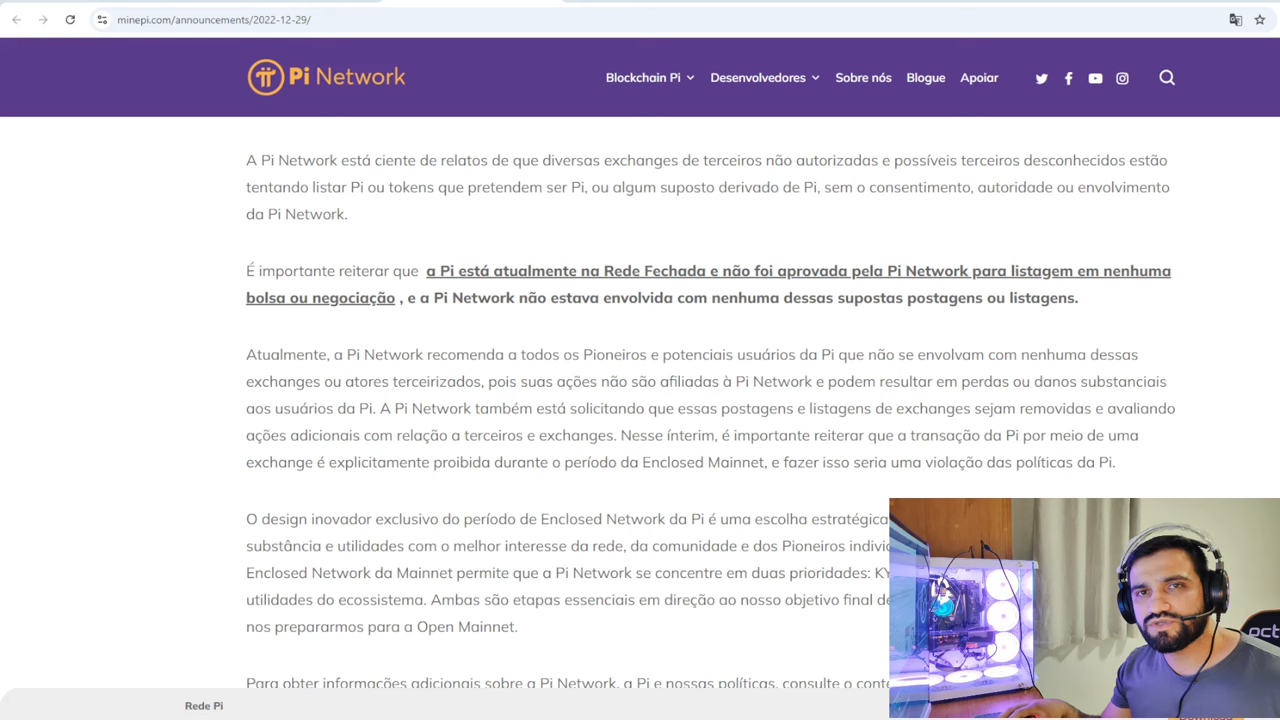 minepi.com/announcements/2022-12-29/
Pi Network
Blockchain Pi
Desenvolvedores
Sobre nós
Blogue
Apoiar
A Pi Network está ciente de relatos de que diversas exchanges de terceiros não autorizadas e possíveis terceiros desconhecidos estão
tentando listar Pi ou tokens que pretendem ser Pi, ou algum suposto derivado de Pi, sem o consentimento, autoridade ou envolvimento
da Pi Network.
É importante reiterar que a Pi está atualmente na Rede Fechada e não foi aprovada pela Pi Network para listagem em nenhuma
bolsa ou negociação , e a Pi Network não estava envolvida com nenhuma dessas supostas postagens ou listagens.
Atualmente, a Pi Network recomenda a todos os Pioneiros e potenciais usuários da Pi que não se envolvam com nenhuma dessas
exchanges ou atores terceirizados, pois suas ações não são afiliadas à Pi Network e podem resultar em perdas ou danos substanciais
aos usuários da Pi. A Pi Network também está solicitando que essas postagens e listagens de exchanges sejam removidas e avaliando
ações adicionais com relação a terceiros e exchanges. Nesse ínterim, é importante reiterar que a transação da Pi por meio de uma
exchange é explicitamente proibida durante o período da Enclosed Mainnet, e fazer isso seria uma violação das políticas da Pi.
O design inovador exclusivo do período de Enclosed Network da Pi é uma escolha estratégica
substância e utilidades com o melhor interesse da rede, da comunidade e dos Pioneiros
Enclosed Network da Mainnet permite que a Pi Network se concentre em duas prioridades:
utilidades do ecossistema. Ambas são etapas essenciais em direção ao nosso objetivo final de
nos prepararmos para a Open Mainnet.
Para obter informações adicionais sobre a Pi Network, a Pi e nossas políticas, consulte o
Rede Pi